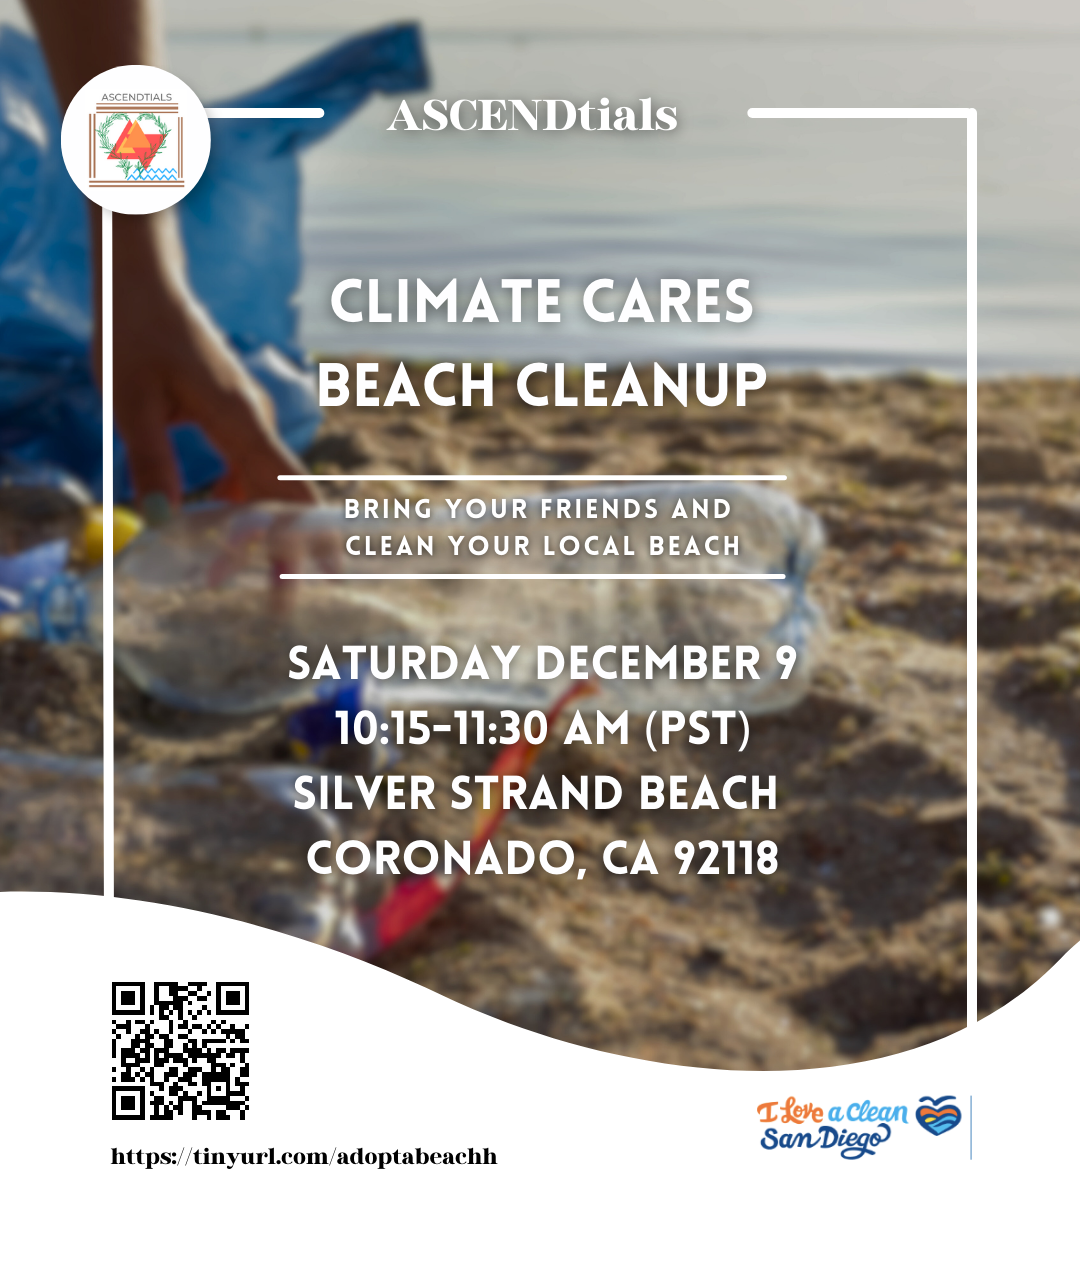 ASCENDTIALS
ASCENDtials
CLIMATE CARES
BEACH CLEANUP
BRING YOUR FRIENDS AND
CLEAN YOUR LOCAL BEACH
SATURDAY DECEMBER 9
10:15-11:30 AM (PST)
SILVER STRAND BEACH
CORONADO, CA 92118
https://tinyurl.com/adoptabeachh
I Love a Clean
San Diego